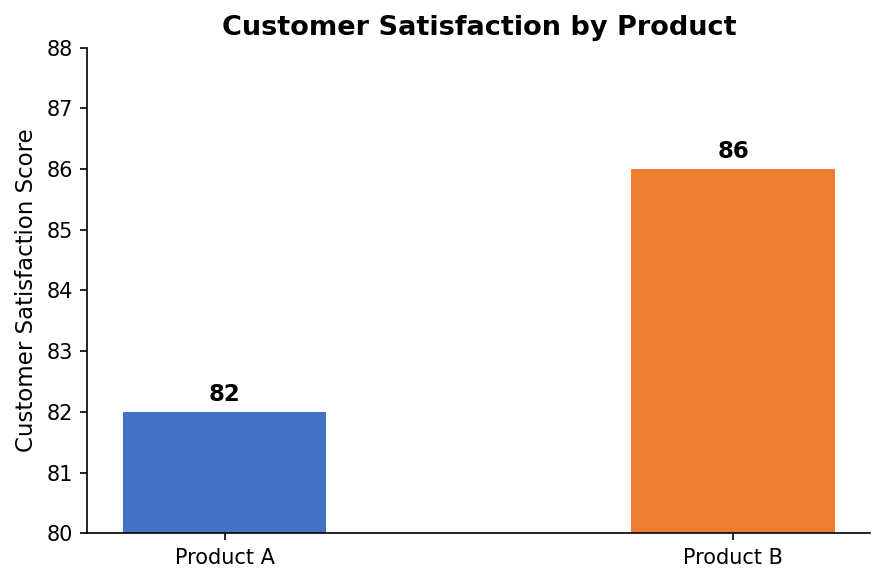 Customer Satisfaction by Product
Customer Satisfaction Score
88
87
86
85
84
83
82
81
80
82
86
Product A
Product B